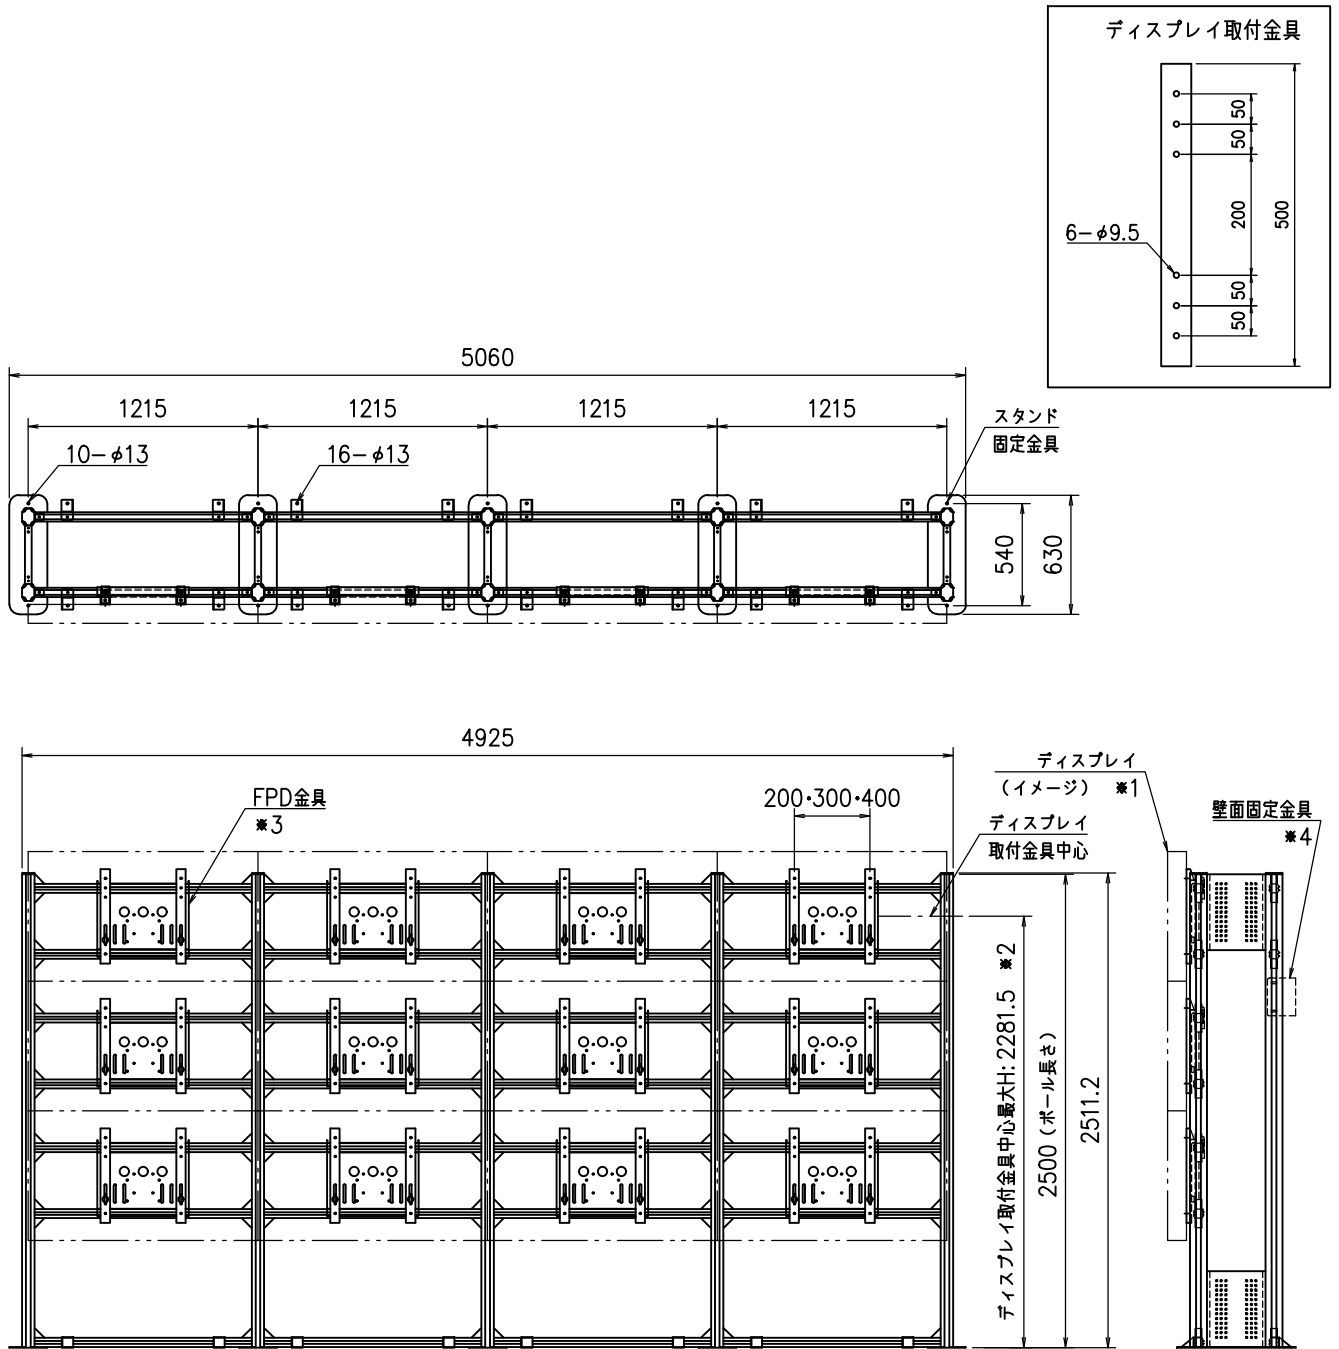 ディスプレイ取付金具
50
50
200
500
6-φ9.5
50
50
5060
1215
1215
1215
1215
スタンド
固定金具
10-φ13
16-φ13
540
630
4925
ディスプレイ
(イメージ) ※1
FPD金具
※3
200・300・400
ディスプレイ
取付金具中心
壁面固定金具
※4
ディスプレイ取付金具中心最大H:2281.5 ※2
2500(ポール長さ)
2511.2